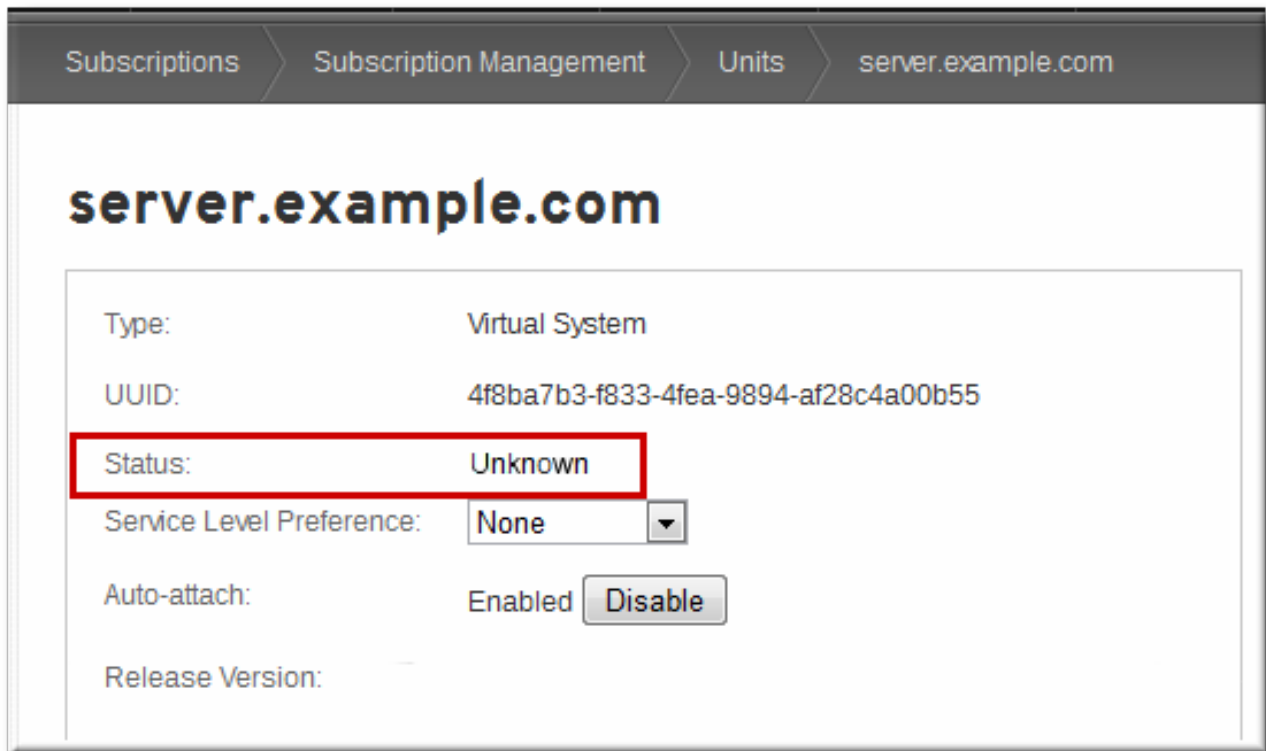 Subscriptions Subscription Management Units server.example.com
server.example.com
Type: Virtual System
UUID: 4f8ba7b3-f833-4fea-9894-af28c4a00b55
Status: Unknown
Service Level Preference: None
Auto-attach: Enabled Disable
Release Version: